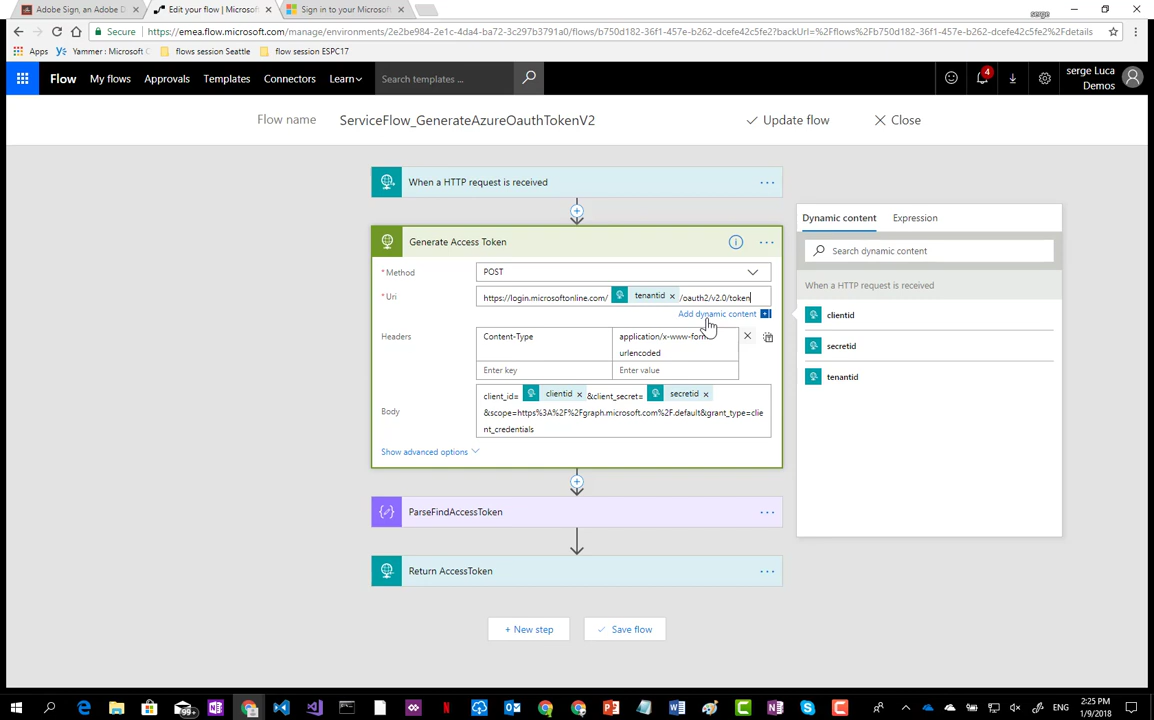 Adobe Sign, an Adobe D
Edit your flow | Microsof
Sign in to your Microsof
serge
Secure
https://emea.flow.microsoft.com/manage/environments/2e2be984-2e1c-4da4-ba72-3c297b3791a0/flows/b750d182-36f1-457e-b262-dcefe42c5fe2?backUrl=%2Fflows%2Fb750d182-36f1-457e-b262-dcefe42c5fe2%2Fdetails
Apps
Yammer : Microsoft C
flows session Seattle
flow session ESPC17
Flow
My flows
Approvals
Templates
Connectors
Learn
Search templates ...
4
serge Luca
Demos
Flow name
ServiceFlow_GenerateAzureOauthTokenV2
Update flow
Close
When a HTTP request is received
Generate Access Token
* Method
POST
* Uri
https://login.microsoftonline.com/ tenantid x /oauth2/v2.0/token
Add dynamic content
Headers
Content-Type
application/x-www-form-
urlencoded
Enter key
Enter value
Body
client_id= clientid x &client_secret= secretid x
&scope=https%3A%2F%2Fgraph.microsoft.com%2F.default&grant_type=clie
nt_credentials
Show advanced options
ParseFindAccessToken
Return AccessToken
+ New step
Save flow
Dynamic content
Expression
Search dynamic content
When a HTTP request is received
clientid
secretid
tenantid
99+
ENG
2:25 PM
1/9/2018